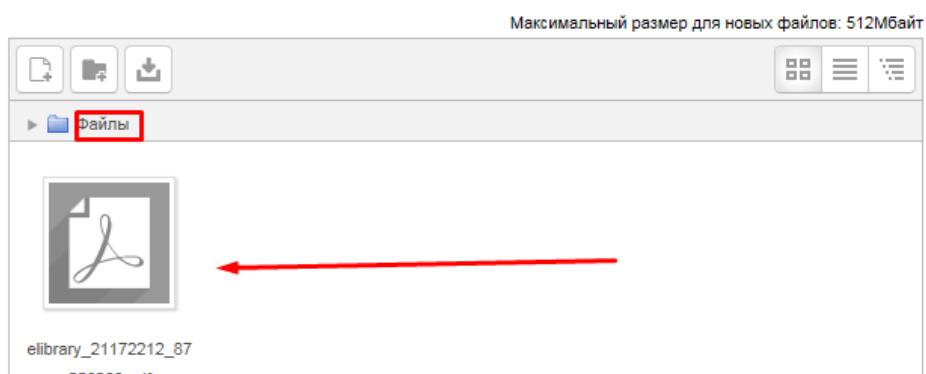 Максимальный размер для новых файлов: 512Мбайт
Файлы
elibrary_21172212_87